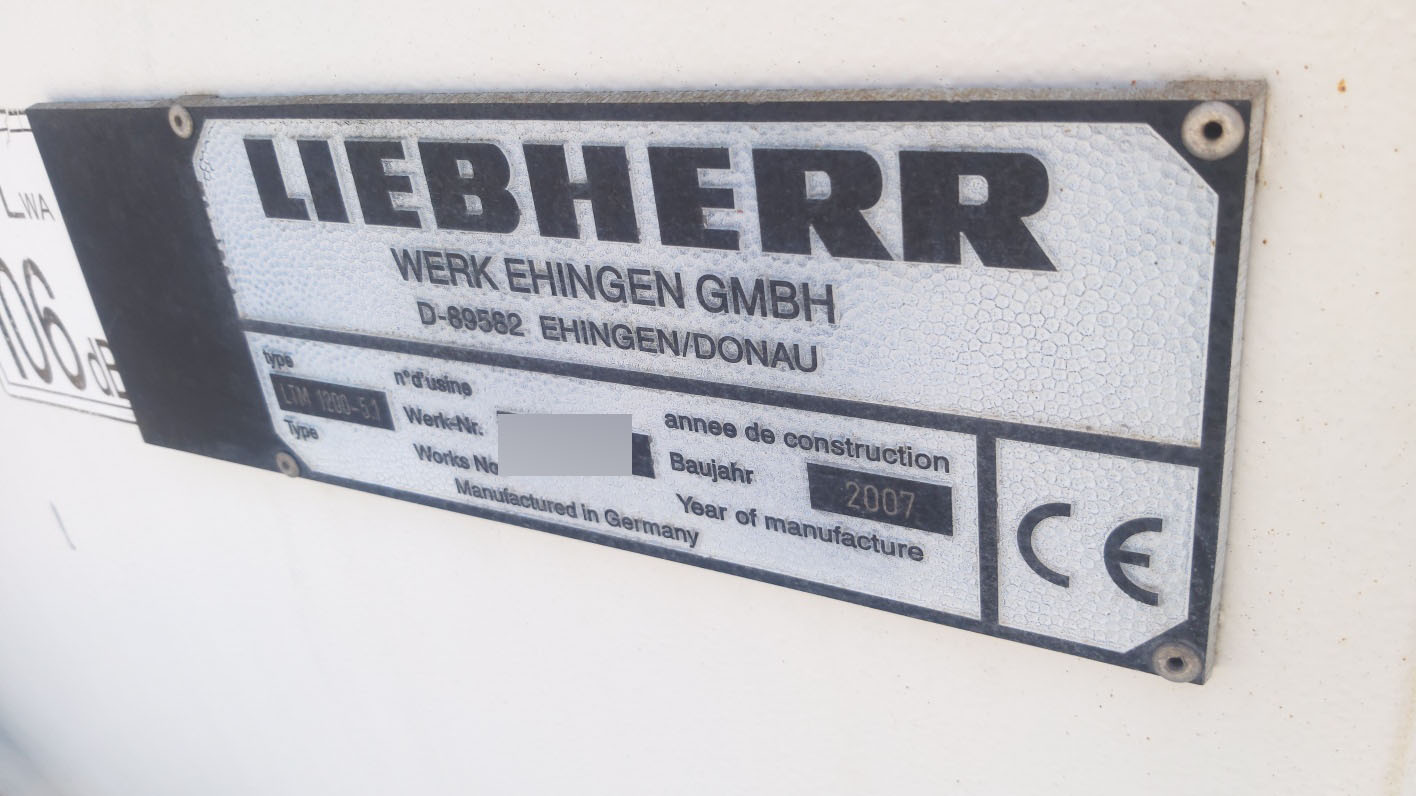 LWA
106 dB
LIEBHERR
WERK EHINGEN GMBH
D-89582 EHINGEN/DONAU
type
LTM 1200-5.1
Type
n° d'usine
Werk-Nr.
Works No
annee de construction
Baujahr
2007
Year of manufacture
Manufactured in Germany
CE